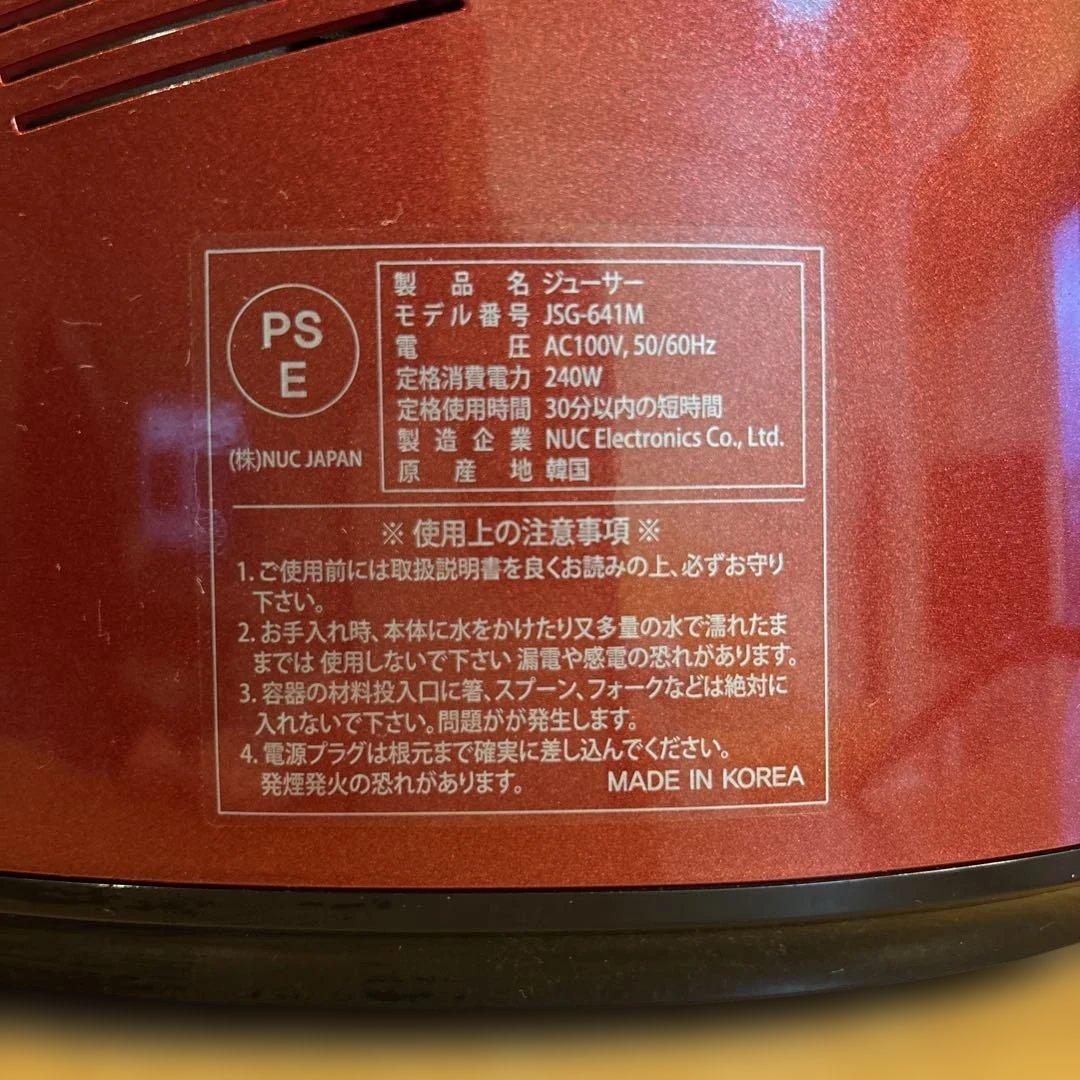 PS
E
(株)NUC JAPAN
製品名 ジューサー
モデル番号 JSG-641M
電圧 AC100V, 50/60Hz
定格消費電力 240W
定格使用時間 30分以内の短時間
製造企業 NUC Electronics Co., Ltd.
原産地 韓国
※ 使用上の注意事項 ※
1. ご使用前には取扱説明書を良くお読みの上、必ずお守り
下さい。
2. お手入れ時、本体に水をかけたり又多量の水で濡れたま
までは 使用しないで下さい 漏電や感電の恐れがあります。
3. 容器の材料投入口に箸、スプーン、フォークなどは絶対に
入れないで下さい。問題がが発生します。
4. 電源プラグは根元まで確実に差し込んでください。
発煙発火の恐れがあります。 MADE IN KOREA